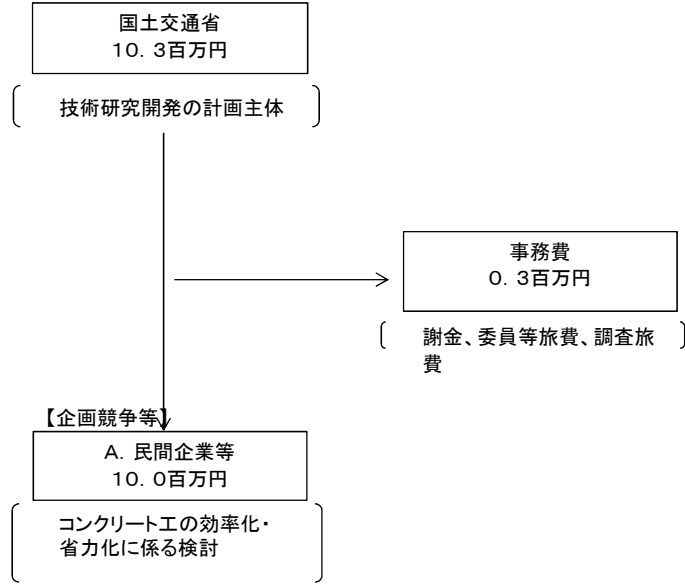 国土交通省
10．3百万円
技術研究開発の計画主体
事務費
0．3百万円
謝金、委員等旅費、調査旅
費
【企画競争等】
A．民間企業等
10．0百万円
コンクリート工の効率化・
省力化に係る検討